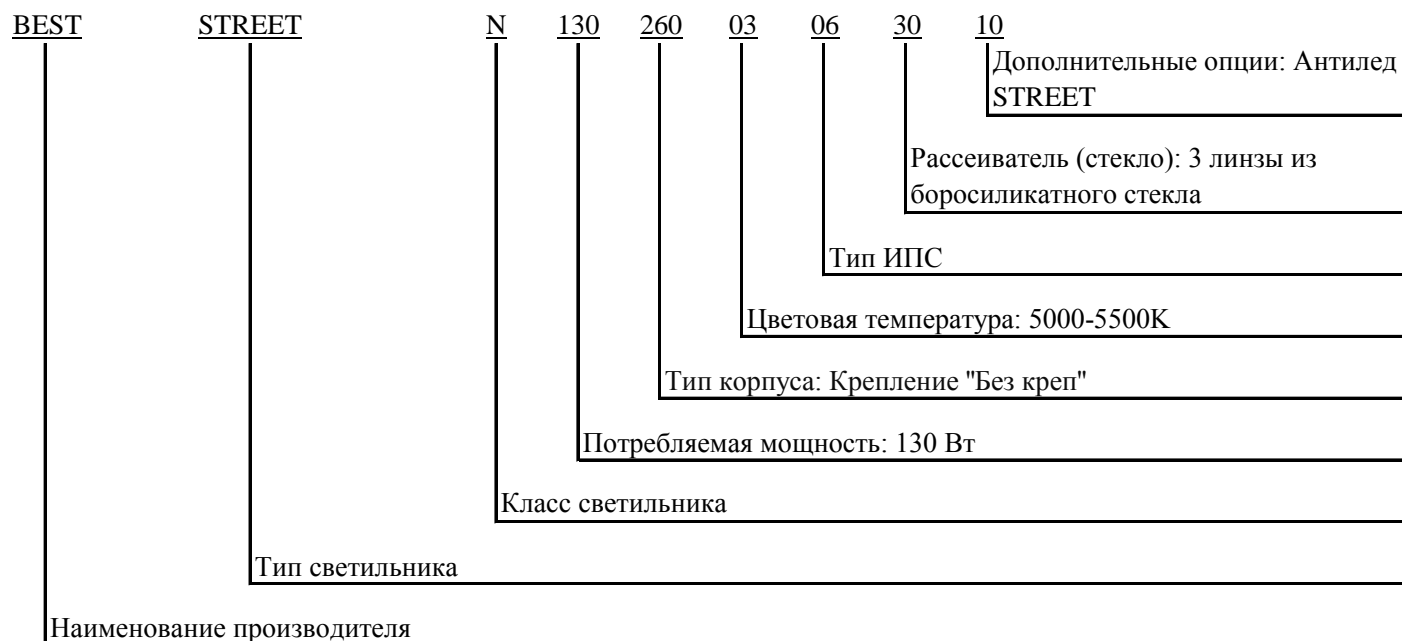 BEST STREET N 130 260 03 06 30 10
Дополнительные опции: Антилед
STREET
Рассеиватель (стекло): 3 линзы из
боросиликатного стекла
Тип ИПС
Цветовая температура: 5000-5500K
Тип корпуса: Крепление "Без креп"
Потребляемая мощность: 130 Вт
Класс светильника
Тип светильника
Наименование производителя